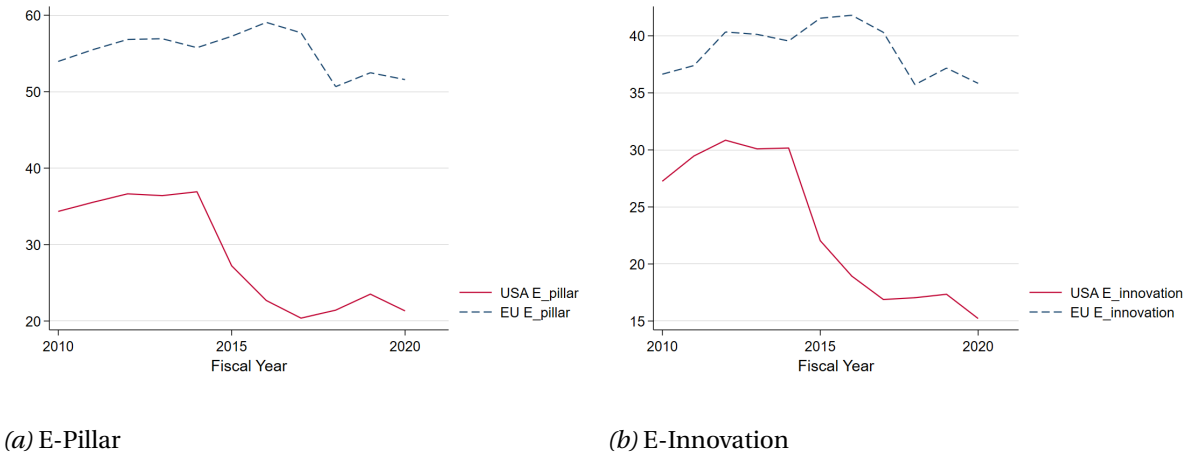 60
50
40
30
20
2010
2015
2020
Fiscal Year
USA E_pillar
EU E_pillar
(a) E-Pillar
40
35
30
25
20
15
2010
2015
2020
Fiscal Year
USA E_innovation
EU E_innovation
(b) E-Innovation